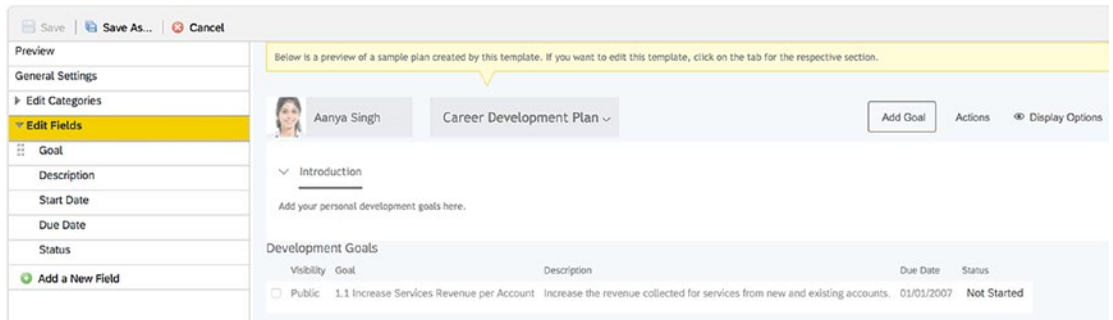 Save Save As... Cancel
Preview
General Settings
Edit Categories
Edit Fields
Goal
Description
Start Date
Due Date
Status
Add a New Field
Below is a preview of a sample plan created by this template. If you want to edit this template, click on the tab for the respective section.
Aanya Singh Career Development Plan Add Goal Actions Display Options
Introduction
Add your personal development goals here.
Development Goals
Visibility Goal Description Due Date Status
Public 1.1 Increase Services Revenue per Account Increase the revenue collected for services from new and existing accounts. 01/01/2007 Not Started